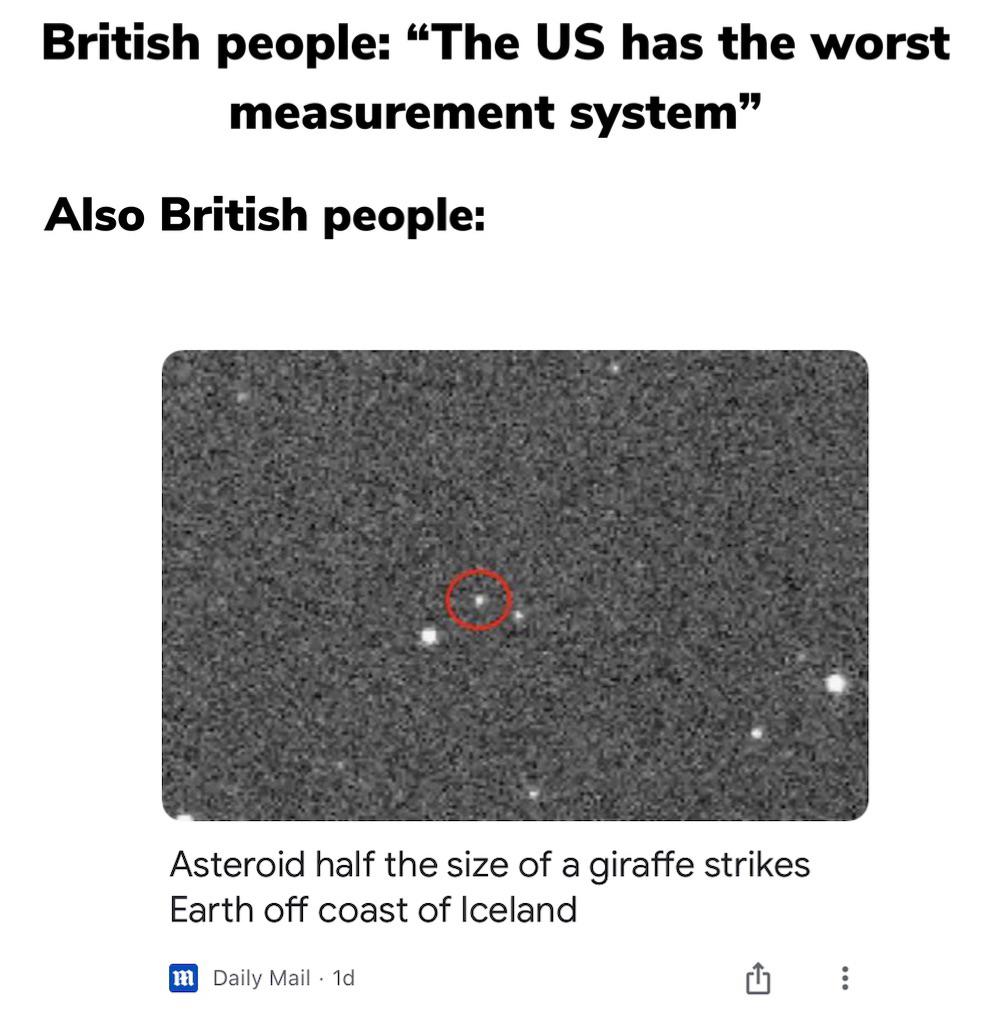 British people: “The US has the worst
measurement system”
Also British people:
Asteroid half the size of a giraffe strikes
Earth off coast of Iceland
m Daily Mail · 1d